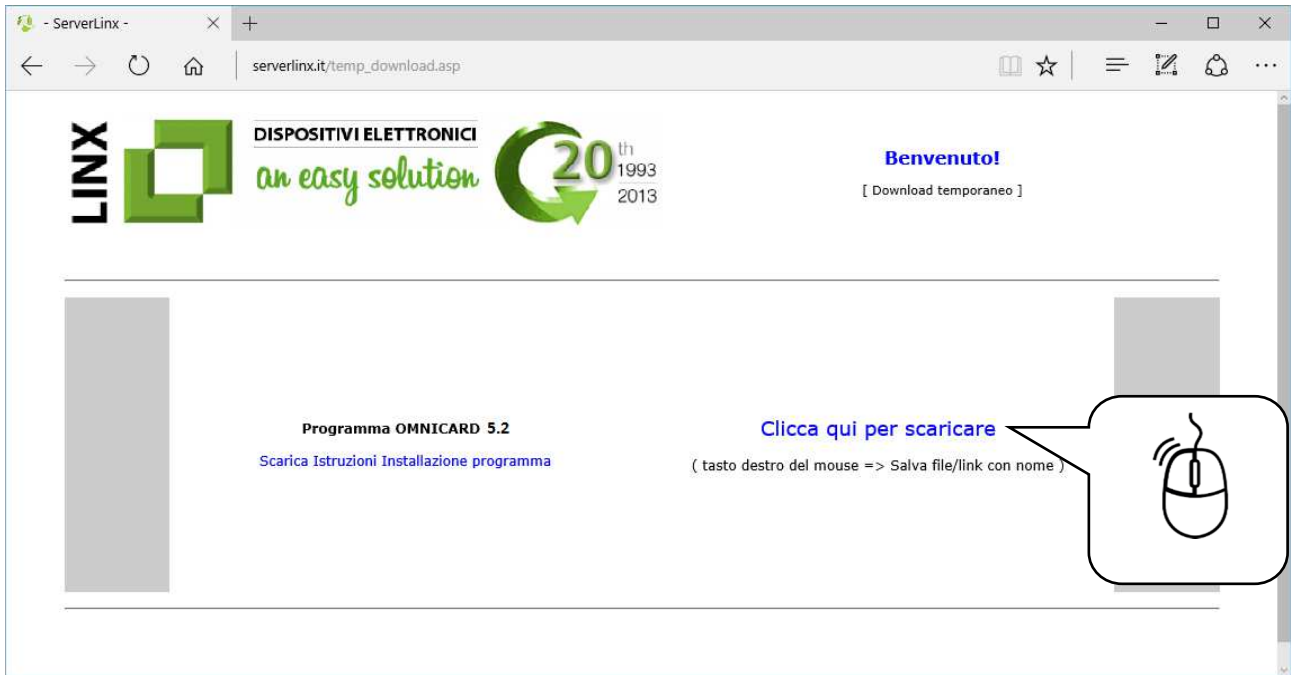 - ServerLinx -
serverlinx.it/temp_download.asp
LINX
DISPOSITIVI ELETTRONICI
an easy solution
20th
1993
2013
Benvenuto!
[ Download temporaneo ]
Programma OMNICARD 5.2
Scarica Istruzioni Installazione programma
Clicca qui per scaricare
( tasto destro del mouse => Salva file/link con nome )